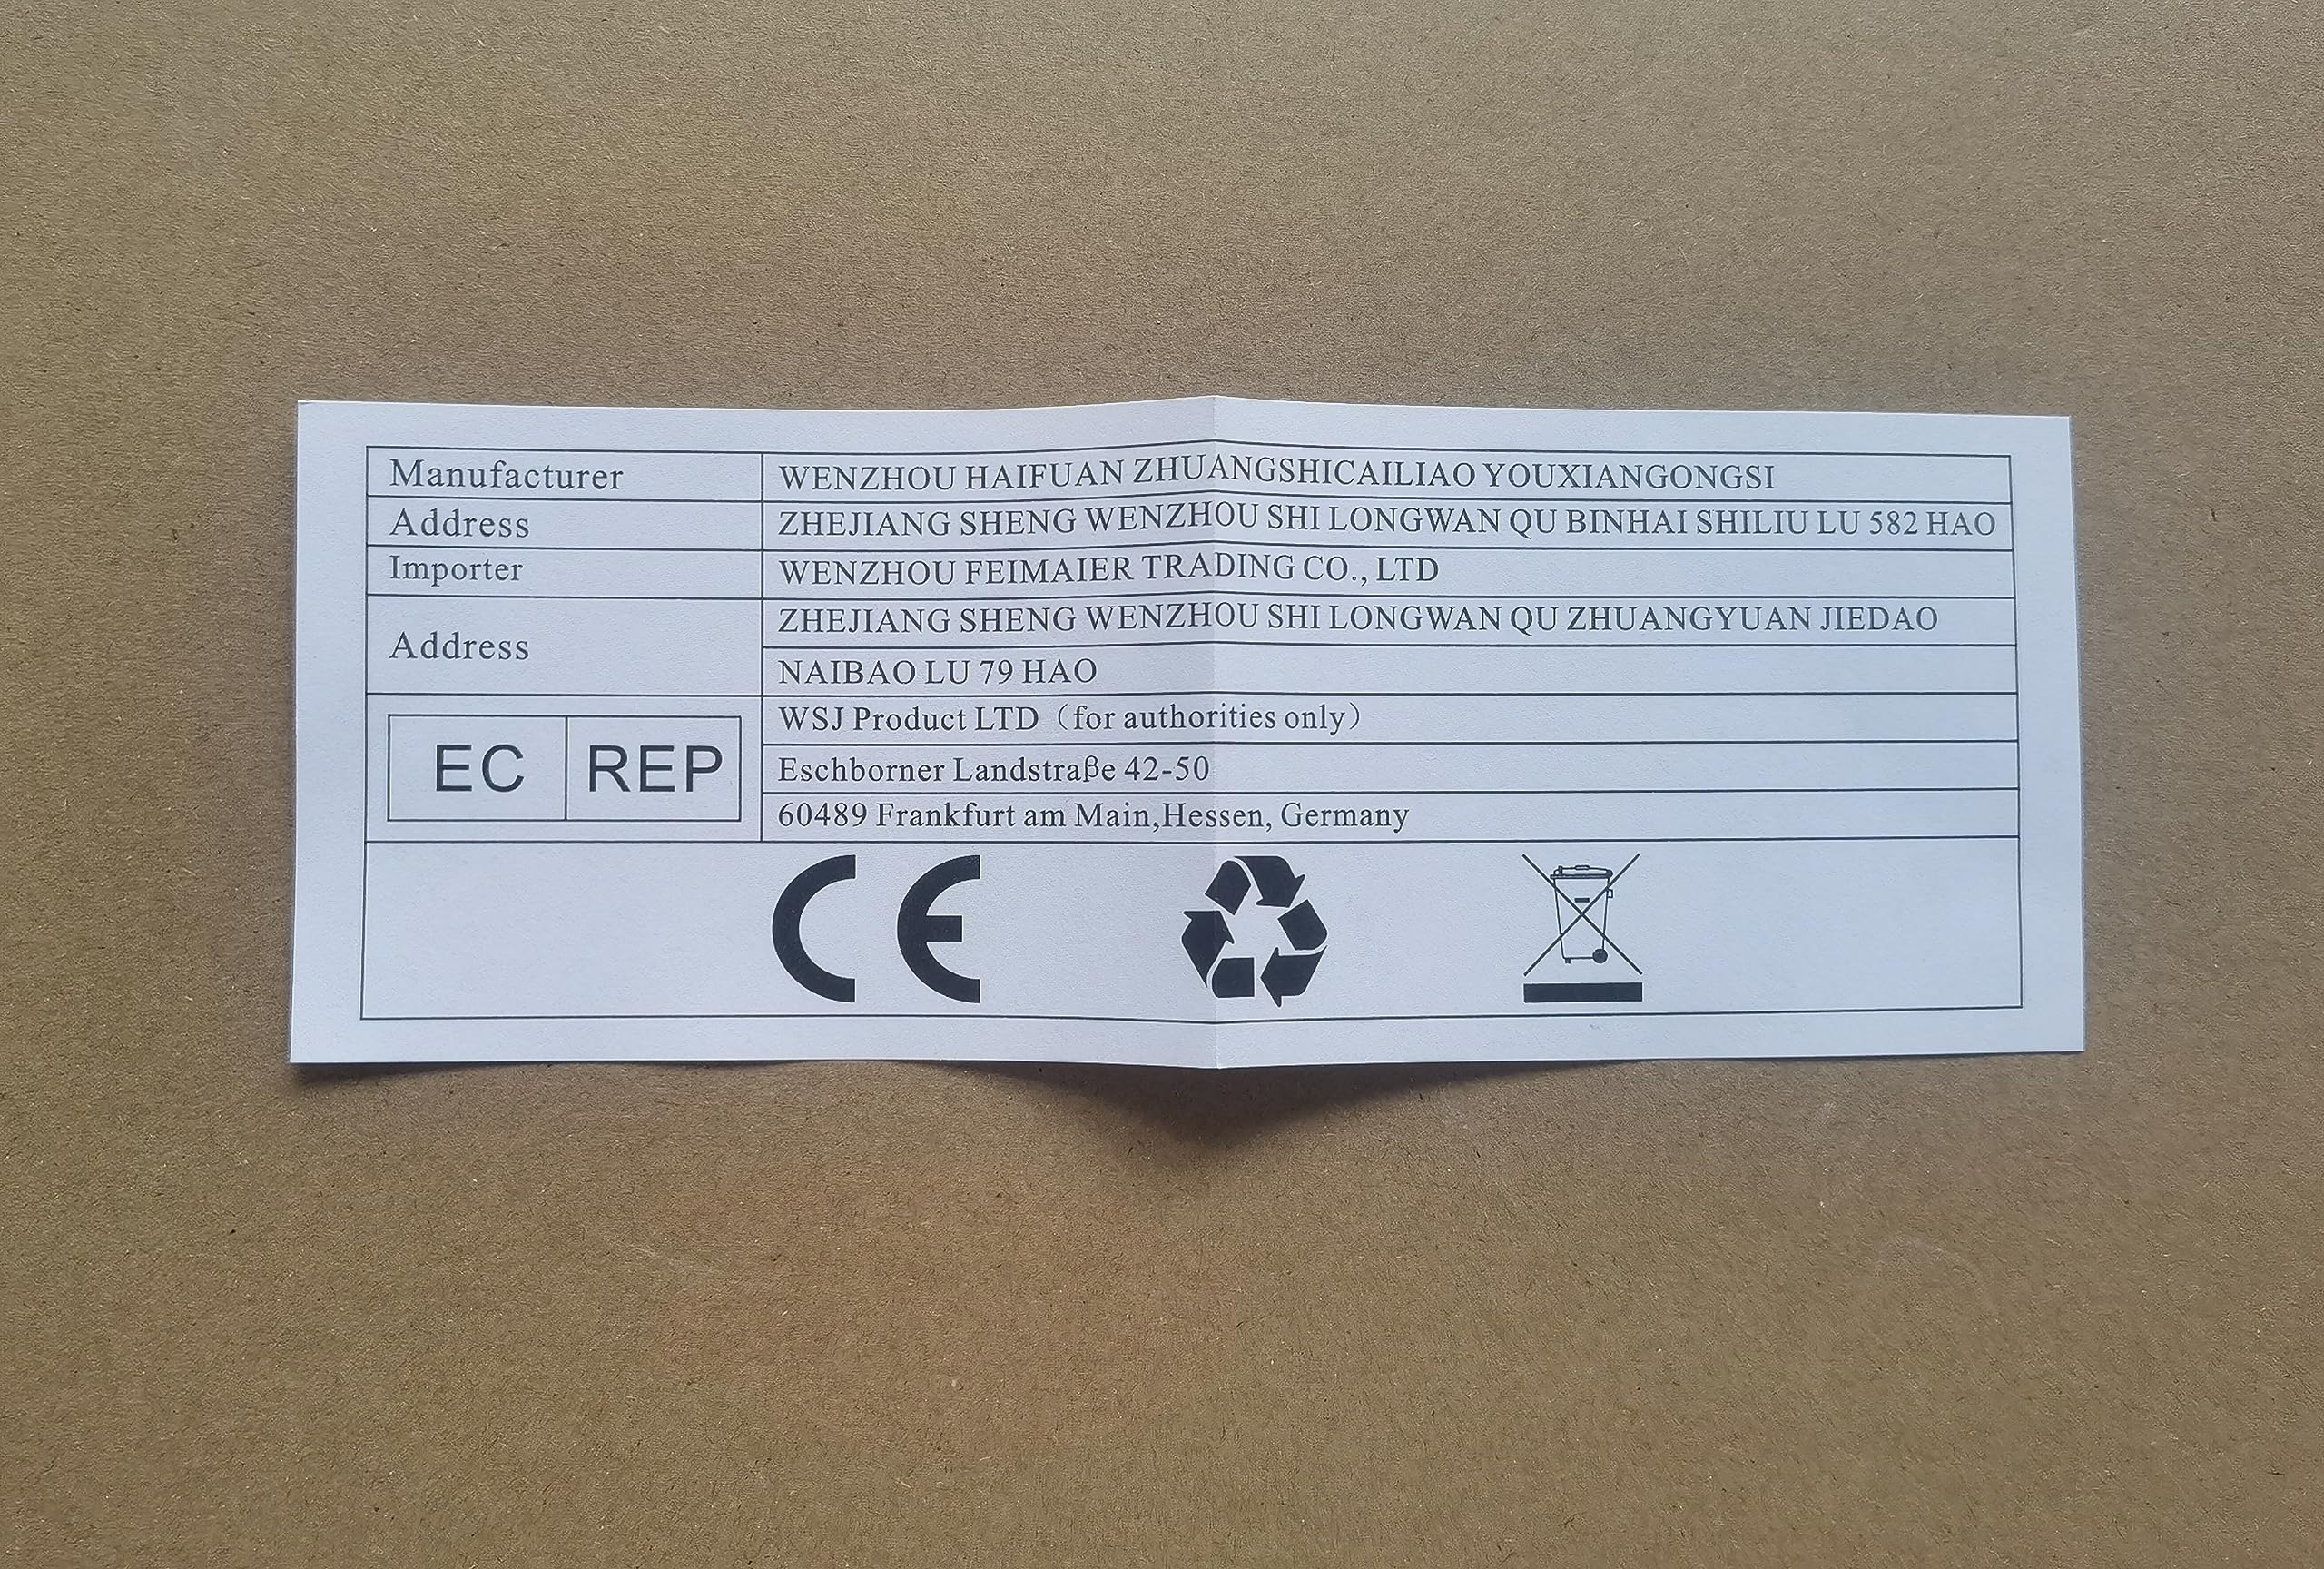 Manufacturer WENZHOU HAIFUAN ZHUANGSHICAILIAO YOUXIANGONGSI
Address ZHEJIANG SHENG WENZHOU SHI LONGWAN QU BINHAI SHILIU LU 582 HAO
Importer WENZHOU FEIMAIER TRADING CO., LTD
Address ZHEJIANG SHENG WENZHOU SHI LONGWAN QU ZHUANGYUAN JIEDAO
NAIBAO LU 79 HAO
EC REP WSJ Product LTD（for authorities only）
Eschborner Landstraβe 42-50
60489 Frankfurt am Main,Hessen, Germany
CE